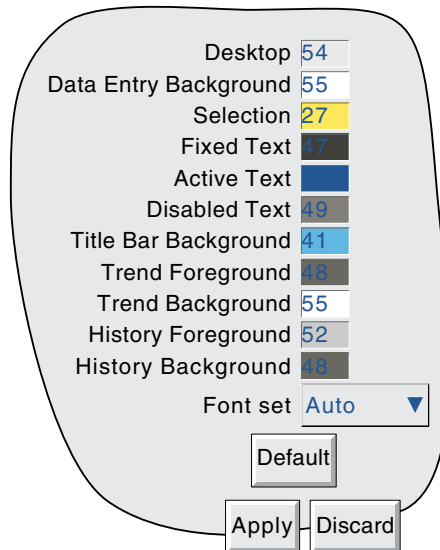 Desktop 54
Data Entry Background 55
Selection 27
Fixed Text 47
Active Text
Disabled Text 49
Title Bar Background 41
Trend Foreground 48
Trend Background 55
History Foreground 52
History Background 48
Font set Auto ▼
Default
Apply Discard